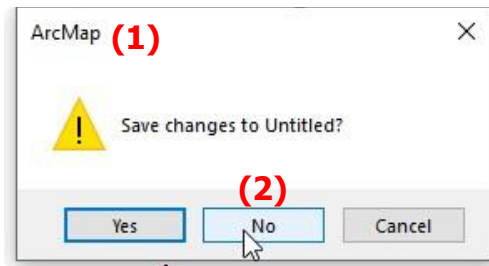 ArcMap (1)
Save changes to Untitled?
(2)
Yes No Cancel